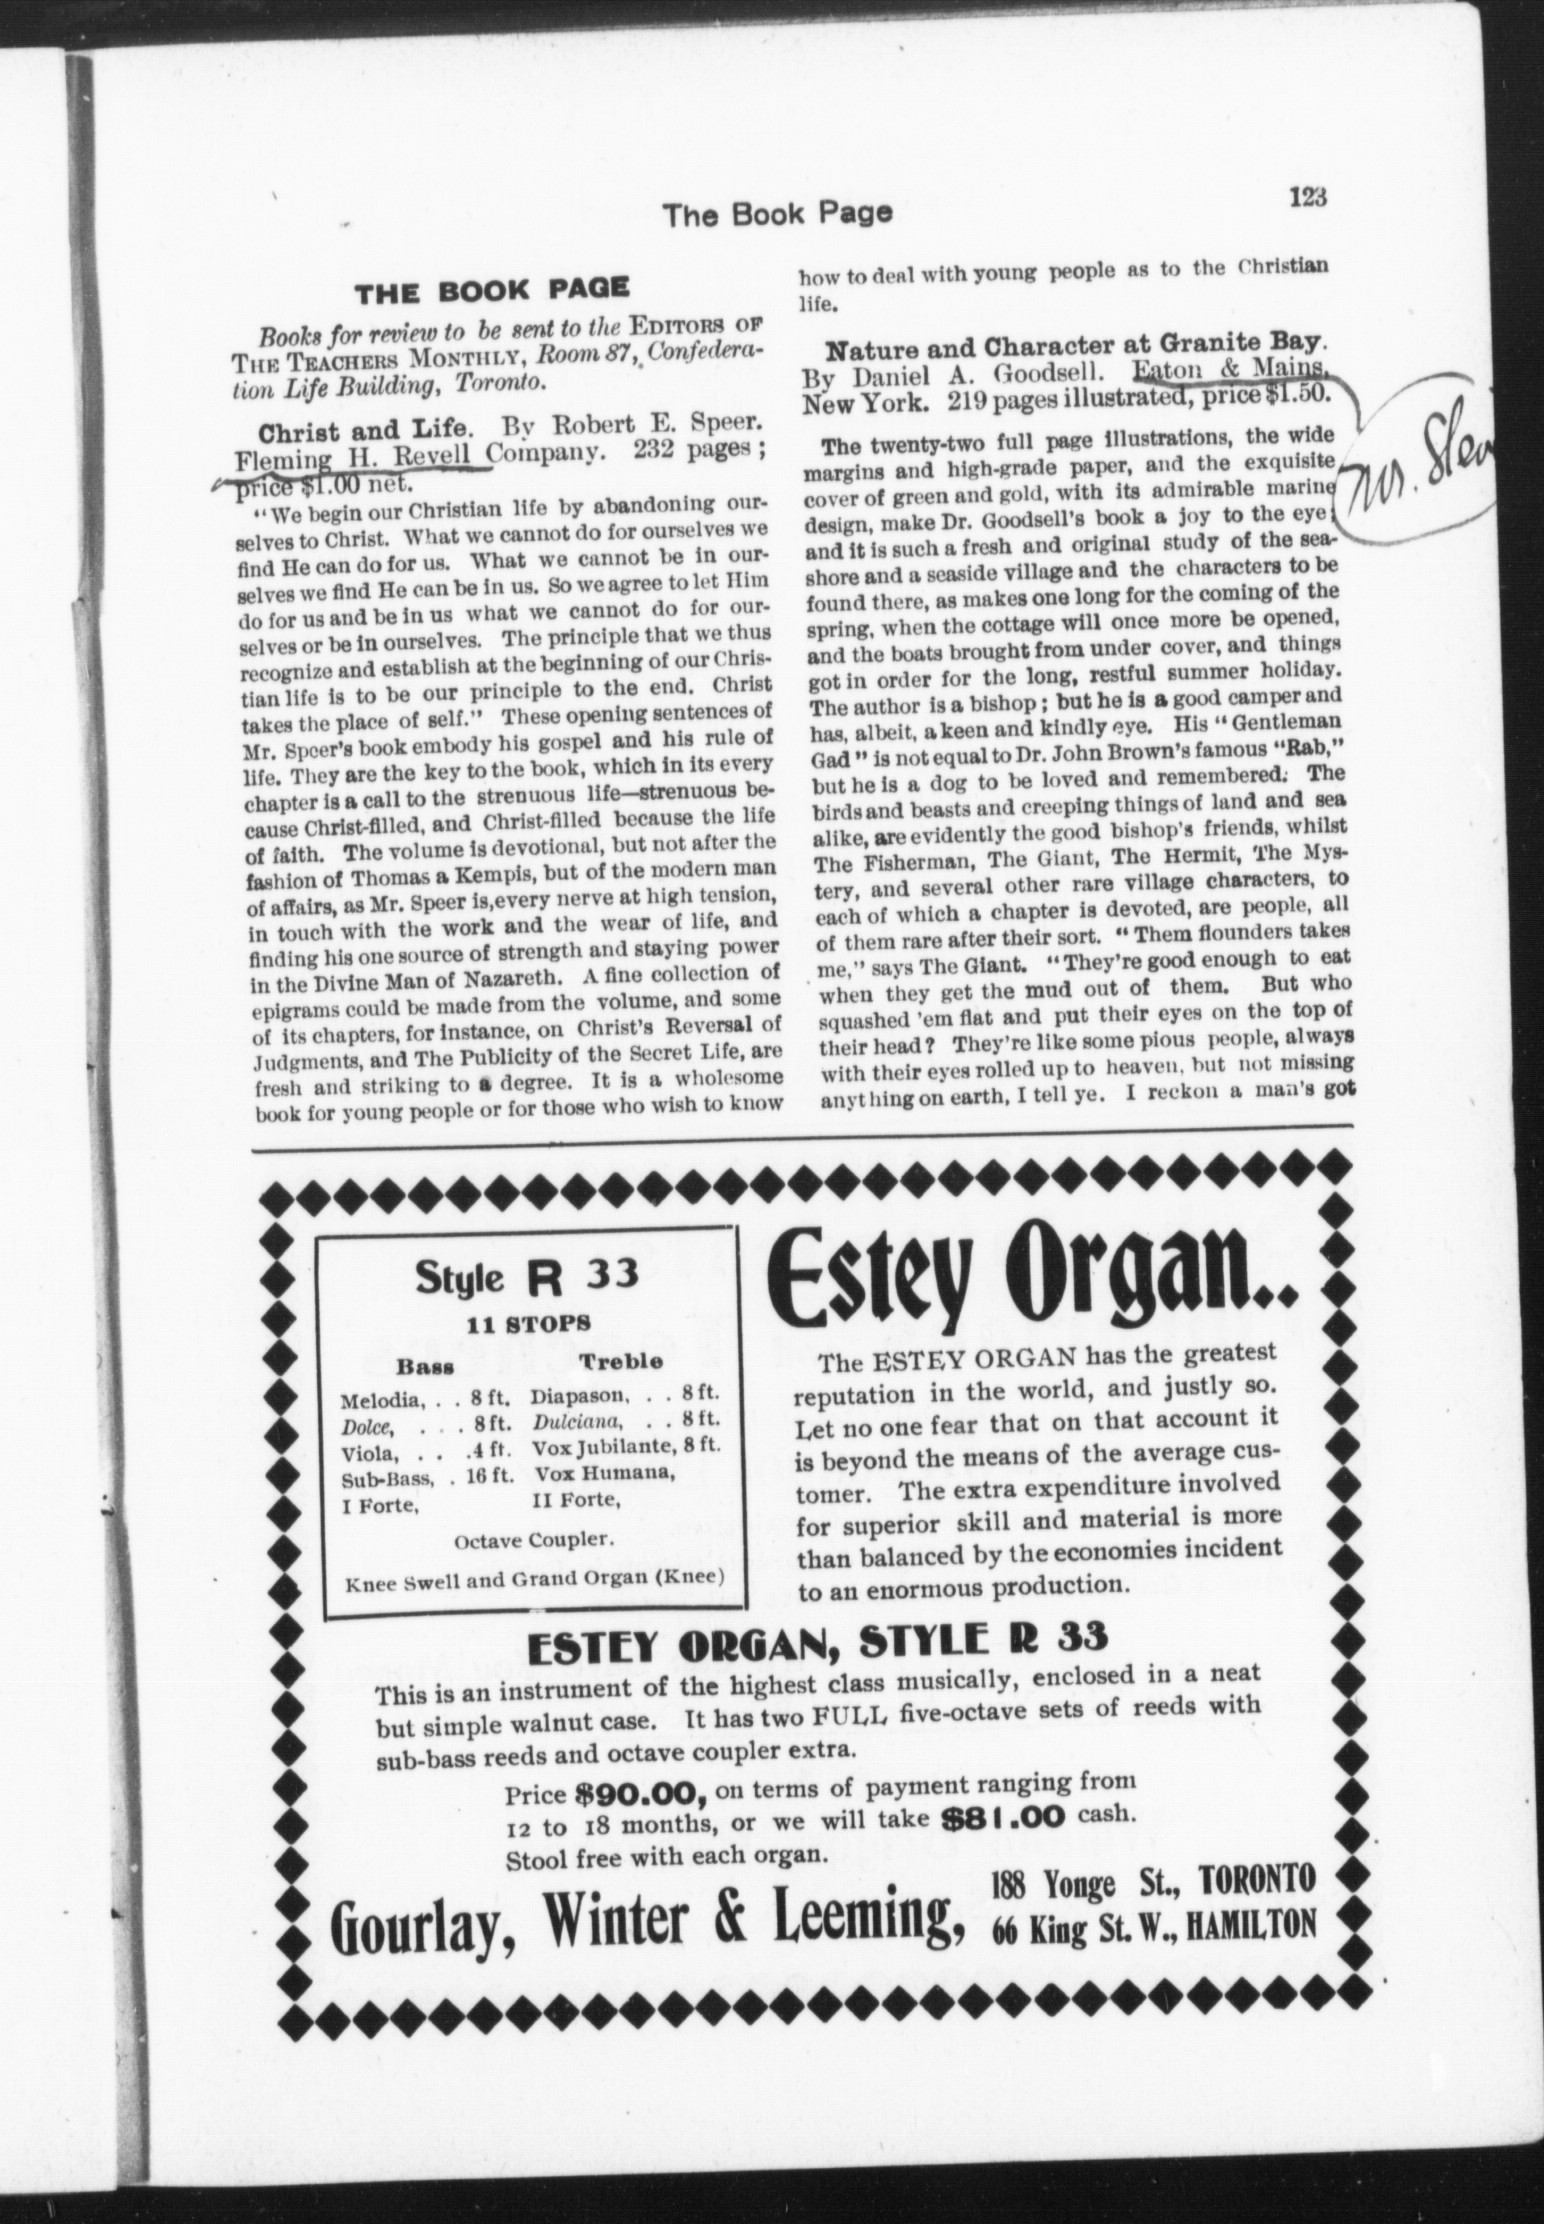 The Book Page
123
THE BOOK PAGE
Books for review to be sent to the EDITORS OF
THE TEACHERS MONTHLY, Room 87, Confedera-
tion Life Building, Toronto.
Christ and Life. By Robert E. Speer.
Fleming H. Revell Company. 232 pages ;
price $1.00 net.
"We begin our Christian life by abandoning our-
selves to Christ. What we cannot do for ourselves we
find He can do for us. What we cannot be in our-
selves we find He can be in us. So we agree to let Him
do for us and be in us what we cannot do for our-
selves or be in ourselves. The principle that we thus
recognize and establish at the beginning of our Chris-
tian life is to be our principle to the end. Christ
takes the place of self." These opening sentences of
Mr. Speer's book embody his gospel and his rule of
life. They are the key to the book, which in its every
chapter is a call to the strenuous life—strenuous be-
cause Christ-filled, and Christ-filled because the life
of faith. The volume is devotional, but not after the
fashion of Thomas a Kempis, but of the modern man
of affairs, as Mr. Speer is,every nerve at high tension,
in touch with the work and the wear of life, and
finding his one source of strength and staying power
in the Divine Man of Nazareth. A fine collection of
epigrams could be made from the volume, and some
of its chapters, for instance, on Christ's Reversal of
Judgments, and The Publicity of the Secret Life, are
fresh and striking to a degree. It is a wholesome
book for young people or for those who wish to know
how to deal with young people as to the Christian
life.
Nature and Character at Granite Bay.
By Daniel A. Goodsell. Eaton & Mains,
New York. 219 pages illustrated, price $1.50.
The twenty-two full page illustrations, the wide
margins and high-grade paper, and the exquisite
cover of green and gold, with its admirable marine
design, make Dr. Goodsell's book a joy to the eye;
and it is such a fresh and original study of the sea-
shore and a seaside village and the characters to be
found there, as makes one long for the coming of the
spring, when the cottage will once more be opened,
and the boats brought from under cover, and things
got in order for the long, restful summer holiday.
The author is a bishop ; but he is a good camper and
has, albeit, a keen and kindly eye. His "Gentleman
Gad" is not equal to Dr. John Brown's famous "Rab,"
but he is a dog to be loved and remembered. The
birds and beasts and creeping things of land and sea
alike, are evidently the good bishop's friends, whilst
The Fisherman, The Giant, The Hermit, The Mys-
tery, and several other rare village characters, to
each of which a chapter is devoted, are people, all
of them rare after their sort. "Them flounders takes
me," says The Giant. "They're good enough to eat
when they get the mud out of them. But who
squashed 'em flat and put their eyes on the top of
their head? They're like some pious people, always
with their eyes rolled up to heaven, but not missing
anything on earth, I tell ye. I reckon a man's got
Style R 33
11 STOPS
Bass Treble
Melodia, . . 8 ft. Diapason, . . 8 ft.
Dolce, . . . 8 ft. Dulciana, . . 8 ft.
Viola, . . .4 ft. Vox Jubilante, 8 ft.
Sub-Bass, . 16 ft. Vox Humana,
I Forte, II Forte,
Octave Coupler.
Knee Swell and Grand Organ (Knee)
Estey Organ..
The ESTEY ORGAN has the greatest
reputation in the world, and justly so.
Let no one fear that on that account it
is beyond the means of the average cus-
tomer. The extra expenditure involved
for superior skill and material is more
than balanced by the economies incident
to an enormous production.
ESTEY ORGAN, STYLE R 33
This is an instrument of the highest class musically, enclosed in a neat
but simple walnut case. It has two FULL five-octave sets of reeds with
sub-bass reeds and octave coupler extra.
Price $90.00, on terms of payment ranging from
12 to 18 months, or we will take $81.00 cash.
Stool free with each organ.
Gourlay, Winter & Leeming,
188 Yonge St., TORONTO
66 King St. W., HAMILTON